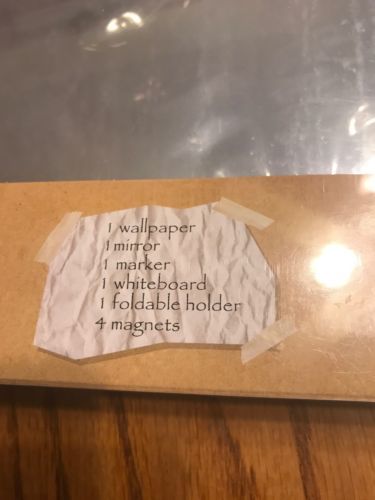 1 wallpaper
1 mirror
1 marker
1 whiteboard
1 foldable holder
4 magnets